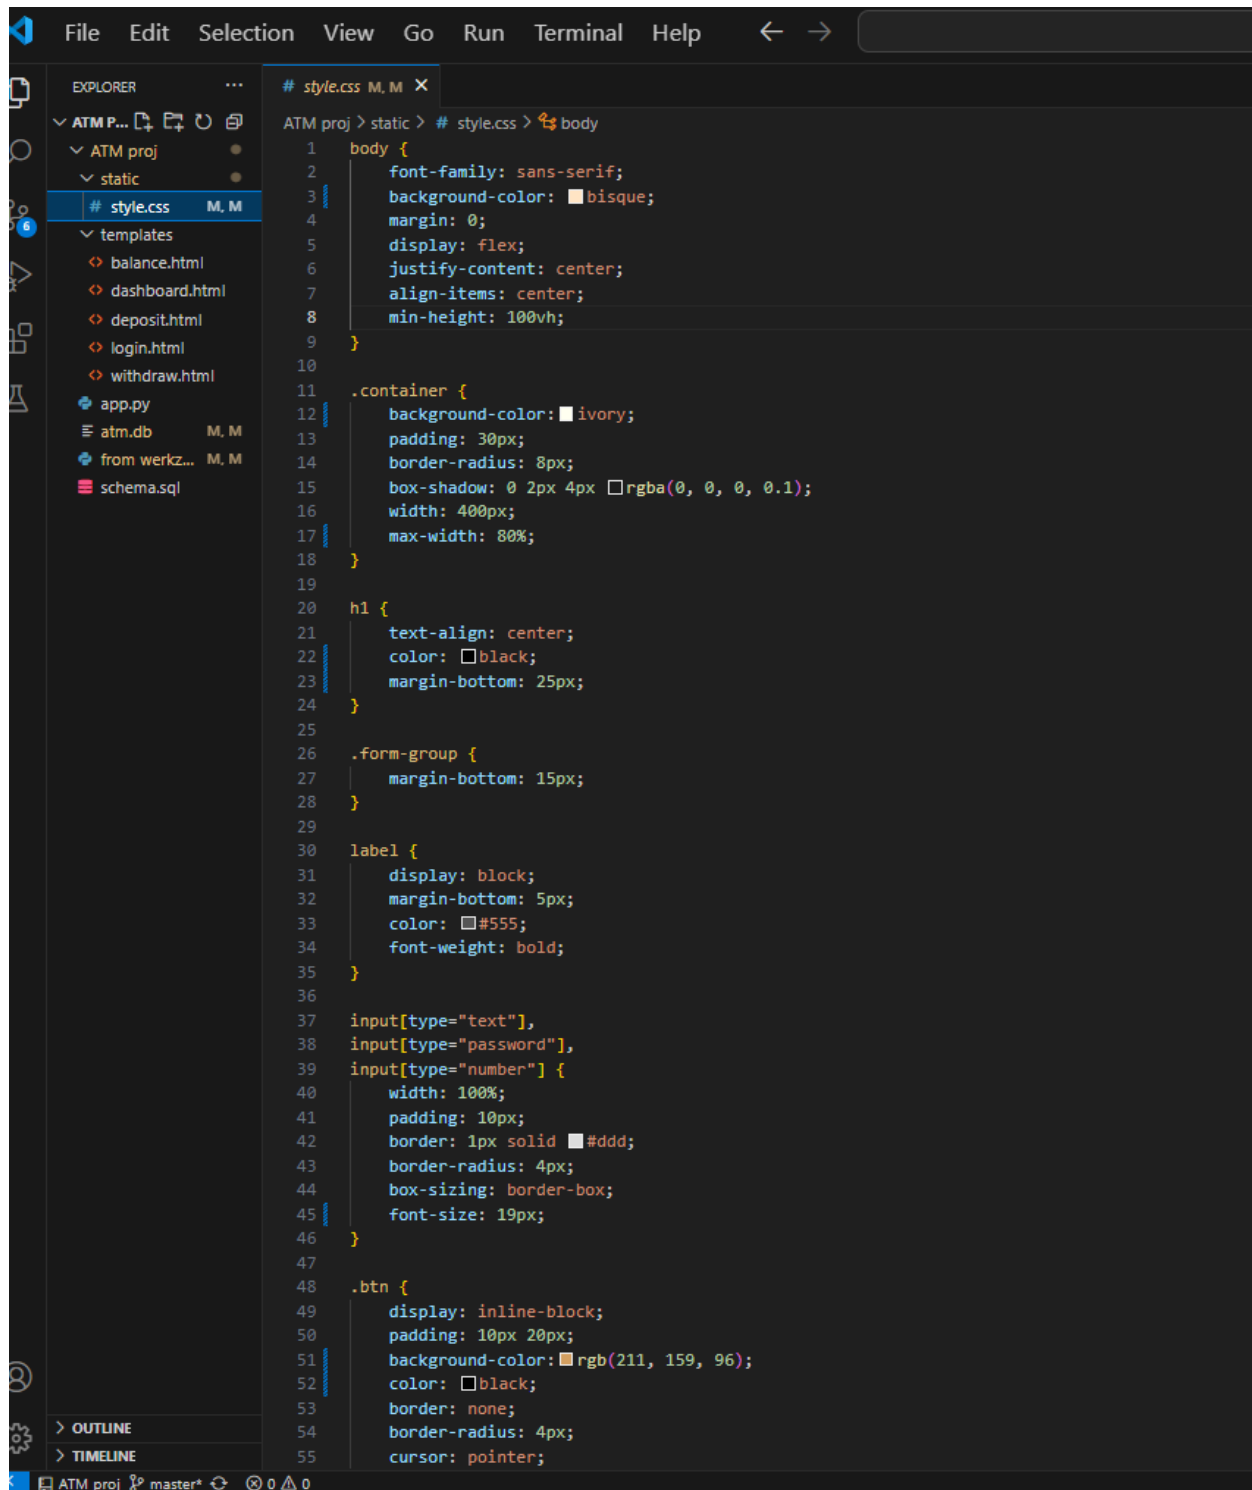 File Edit Selection View Go Run Terminal Help
EXPLORER ...
# style.css M, M
ATM P...
ATM proj > static > # style.css > body
ATM proj
static
# style.css M, M
6
templates
balance.html
dashboard.html
deposit.html
login.html
withdraw.html
app.py
atm.db M, M
from werkz... M, M
schema.sql
1 body {
2 font-family: sans-serif;
3 background-color: bisque;
4 margin: 0;
5 display: flex;
6 justify-content: center;
7 align-items: center;
8 min-height: 100vh;
9 }
10
11 .container {
12 background-color: ivory;
13 padding: 30px;
14 border-radius: 8px;
15 box-shadow: 0 2px 4px rgba(0, 0, 0, 0.1);
16 width: 400px;
17 max-width: 80%;
18 }
19
20 h1 {
21 text-align: center;
22 color: black;
23 margin-bottom: 25px;
24 }
25
26 .form-group {
27 margin-bottom: 15px;
28 }
29
30 label {
31 display: block;
32 margin-bottom: 5px;
33 color: #555;
34 font-weight: bold;
35 }
36
37 input[type="text"],
38 input[type="password"],
39 input[type="number"] {
40 width: 100%;
41 padding: 10px;
42 border: 1px solid #ddd;
43 border-radius: 4px;
44 box-sizing: border-box;
45 font-size: 19px;
46 }
47
48 .btn {
49 display: inline-block;
50 padding: 10px 20px;
51 background-color: rgb(211, 159, 96);
52 color: black;
53 border: none;
54 border-radius: 4px;
55 cursor: pointer;
OUTLINE
TIMELINE
ATM proj master* 0 0